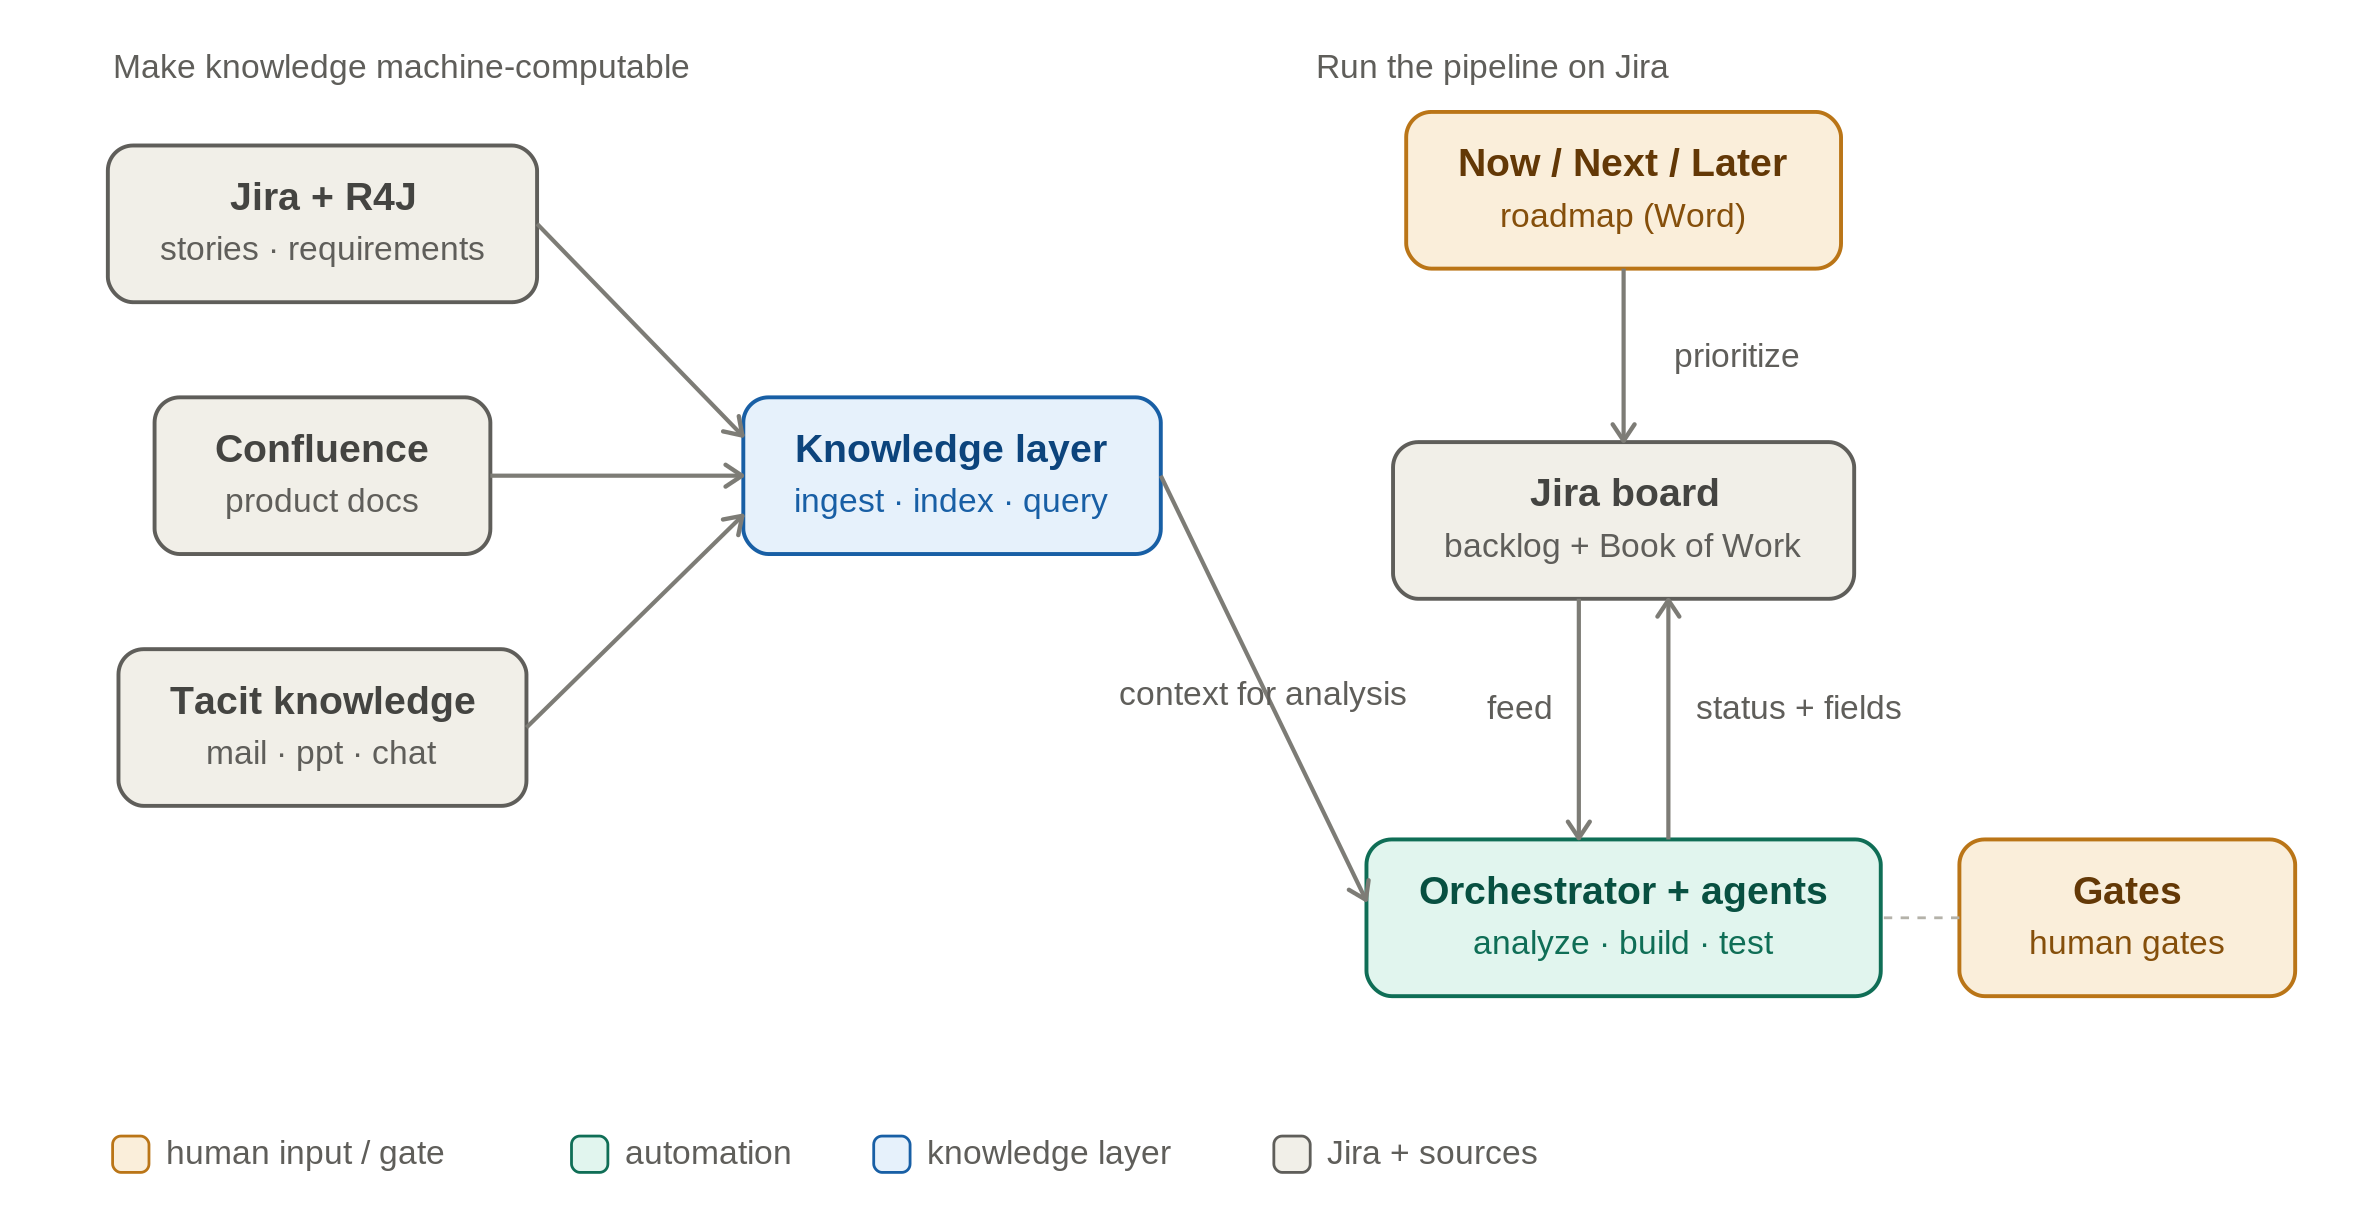 Make knowledge machine-computable
Run the pipeline on Jira
Jira + R4J
stories · requirements
Confluence
product docs
Tacit knowledge
mail · ppt · chat
Knowledge layer
ingest · index · query
context for analysis
Now / Next / Later
roadmap (Word)
prioritize
Jira board
backlog + Book of Work
feed
status + fields
Orchestrator + agents
analyze · build · test
Gates
human gates
human input / gate
automation
knowledge layer
Jira + sources